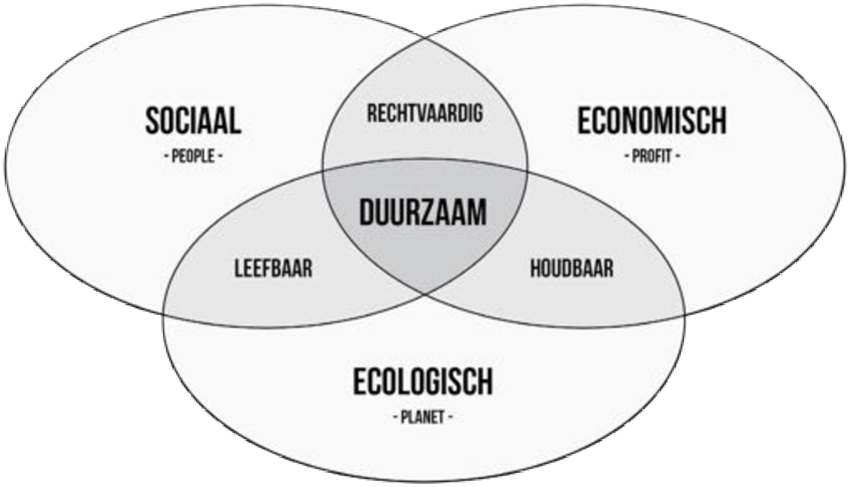 SOCIAAL
- PEOPLE -
RECHTVAARDIG
ECONOMISCH
- PROFIT -
DUURZAAM
LEEFBAAR
HOUDBAAR
ECOLOGISCH
- PLANET -